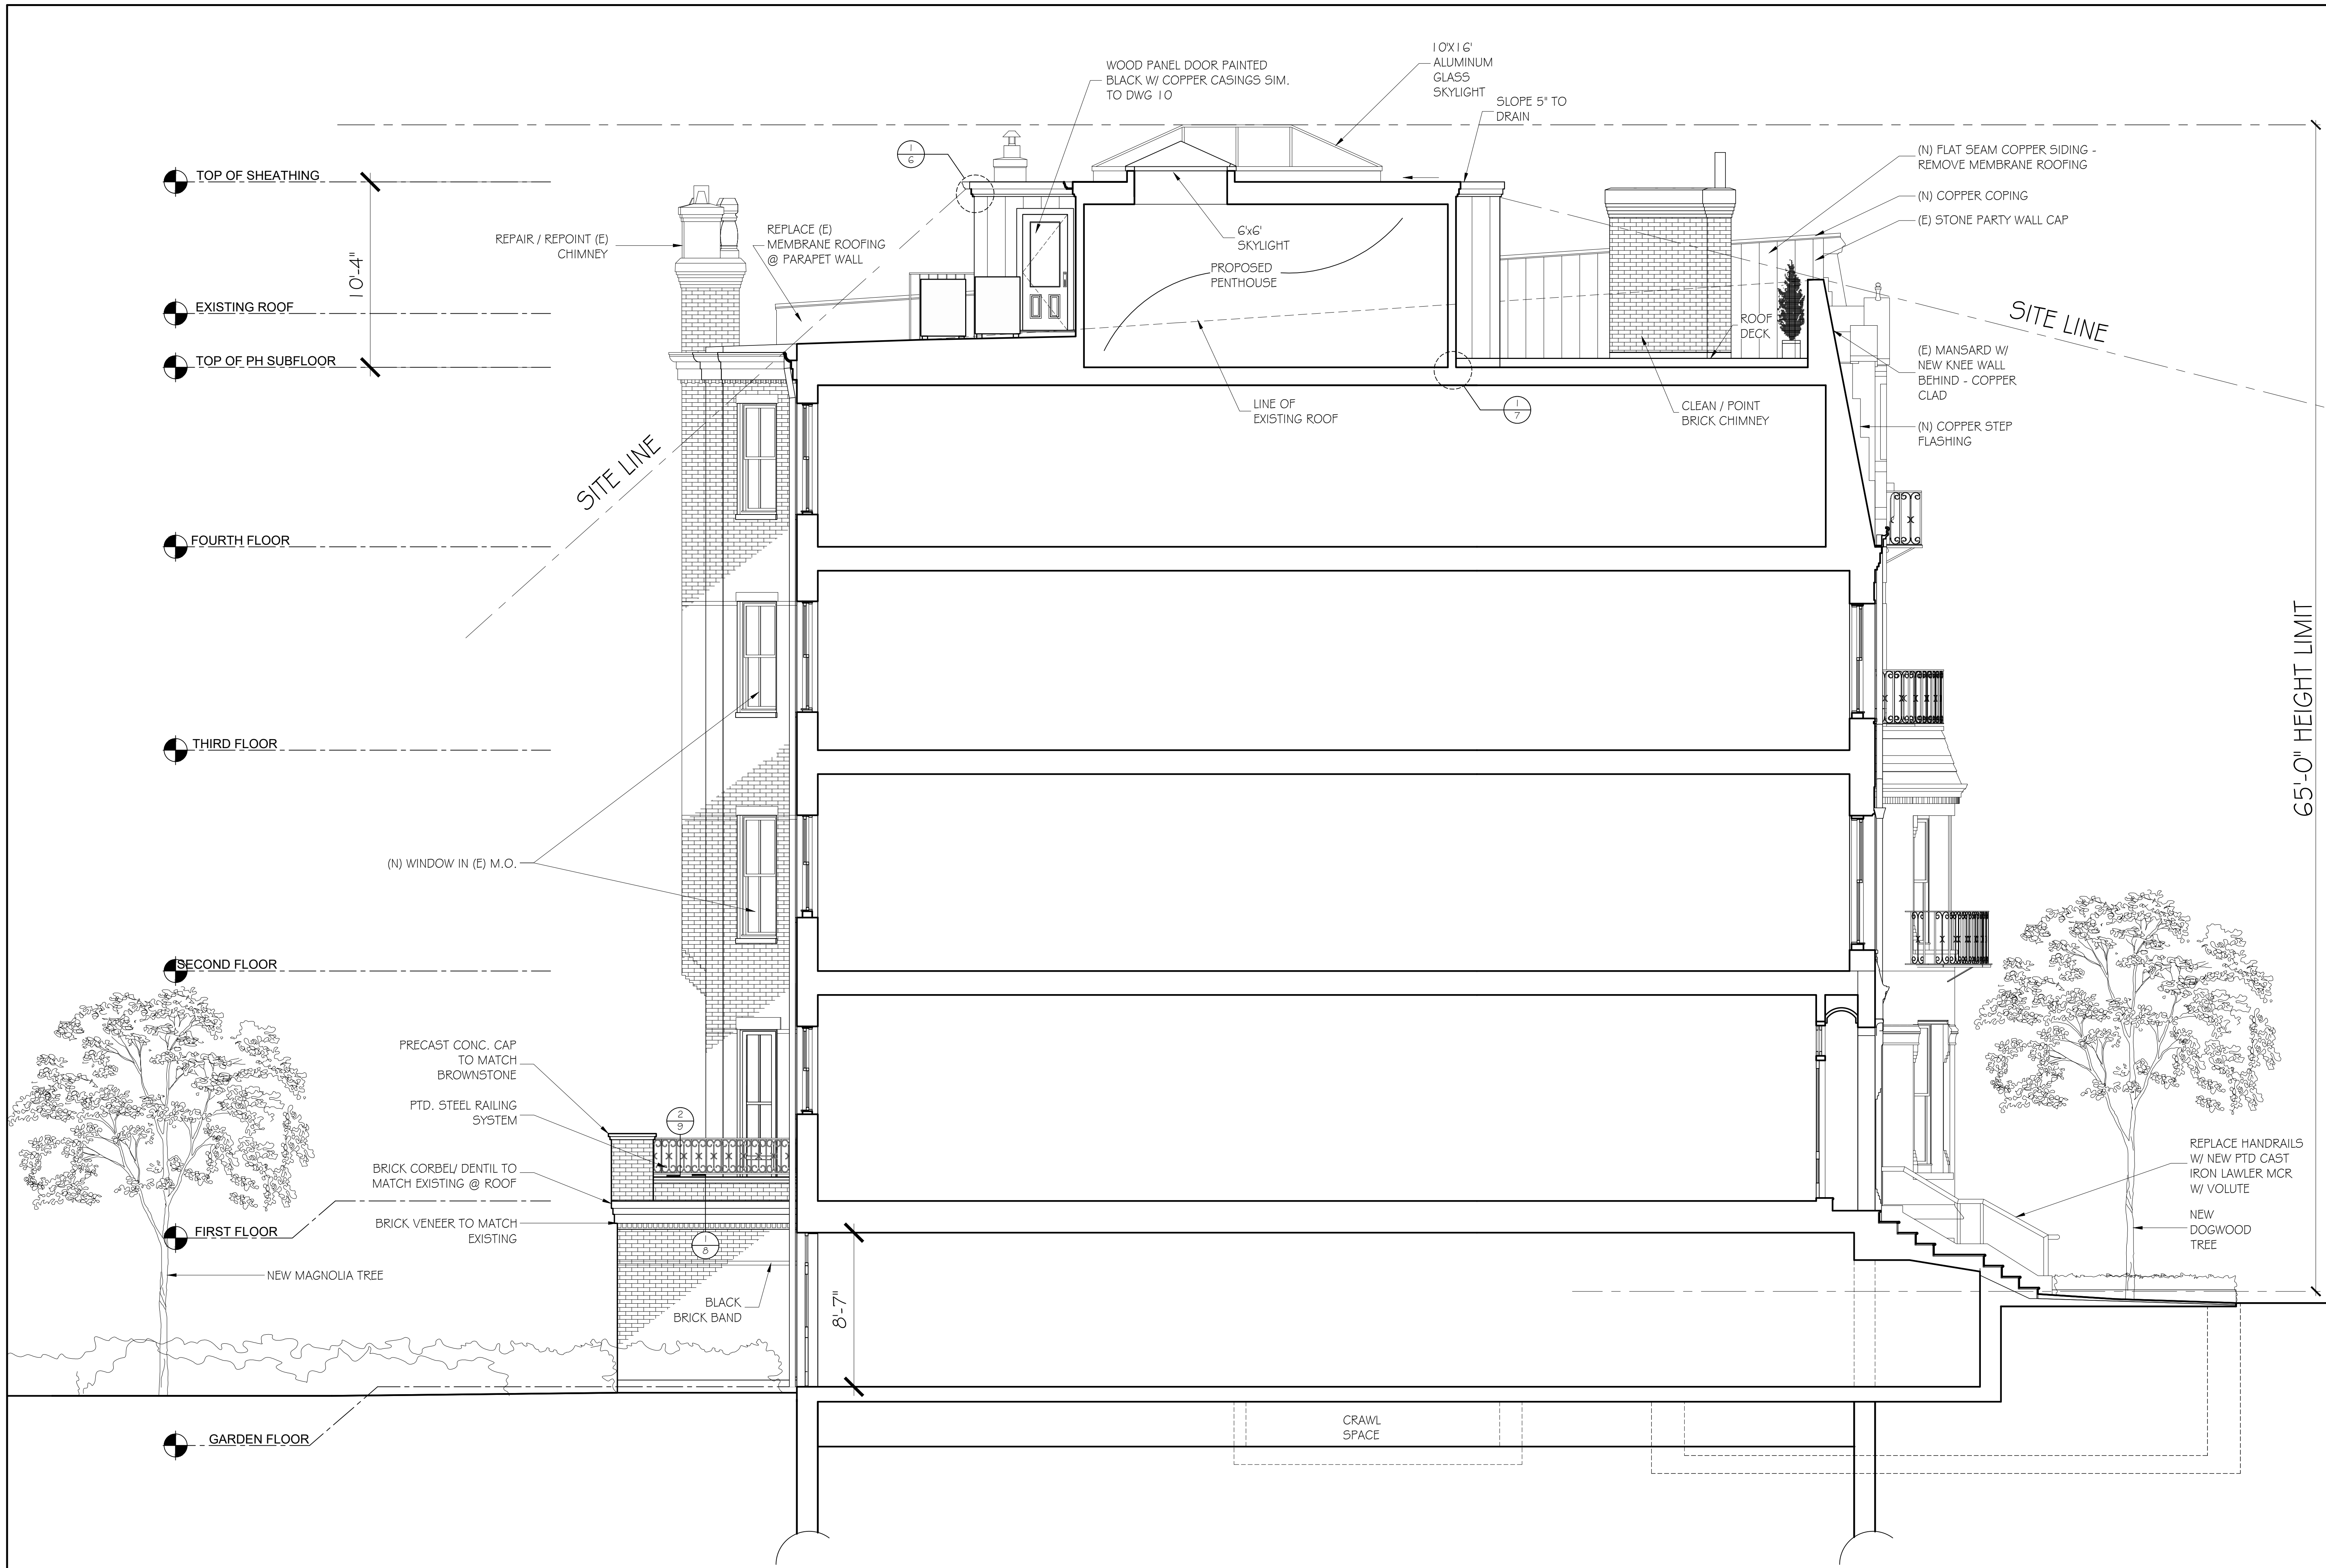 10'X16'
ALUMINUM
GLASS
SKYLIGHT
WOOD PANEL DOOR PAINTED
BLACK W/ COPPER CASINGS SIM.
TO DWG 10
SLOPE 5" TO
DRAIN
1
6
(N) FLAT SEAM COPPER SIDING -
REMOVE MEMBRANE ROOFING
(N) COPPER COPING
(E) STONE PARTY WALL CAP
TOP OF SHEATHING
REPAIR / REPOINT (E)
CHIMNEY
REPLACE (E)
MEMBRANE ROOFING
@ PARAPET WALL
6'x6'
SKYLIGHT
PROPOSED
PENTHOUSE
10'-4"
EXISTING ROOF
ROOF
DECK
SITE LINE
TOP OF PH SUBFLOOR
(E) MANSARD W/
NEW KNEE WALL
BEHIND - COPPER
CLAD
LINE OF
EXISTING ROOF
1
7
CLEAN / POINT
BRICK CHIMNEY
(N) COPPER STEP
FLASHING
SITE LINE
FOURTH FLOOR
65'-0" HEIGHT LIMIT
THIRD FLOOR
(N) WINDOW IN (E) M.O.
SECOND FLOOR
PRECAST CONC. CAP
TO MATCH
BROWNSTONE
PTD. STEEL RAILING
SYSTEM
2
9
BRICK CORBEL/ DENTIL TO
MATCH EXISTING @ ROOF
BRICK VENEER TO MATCH
EXISTING
FIRST FLOOR
1
8
REPLACE HANDRAILS
W/ NEW PTD CAST
IRON LAWLER MCR
W/ VOLUTE
NEW
DOGWOOD
TREE
NEW MAGNOLIA TREE
BLACK
BRICK BAND
8'-7"
CRAWL
SPACE
GARDEN FLOOR